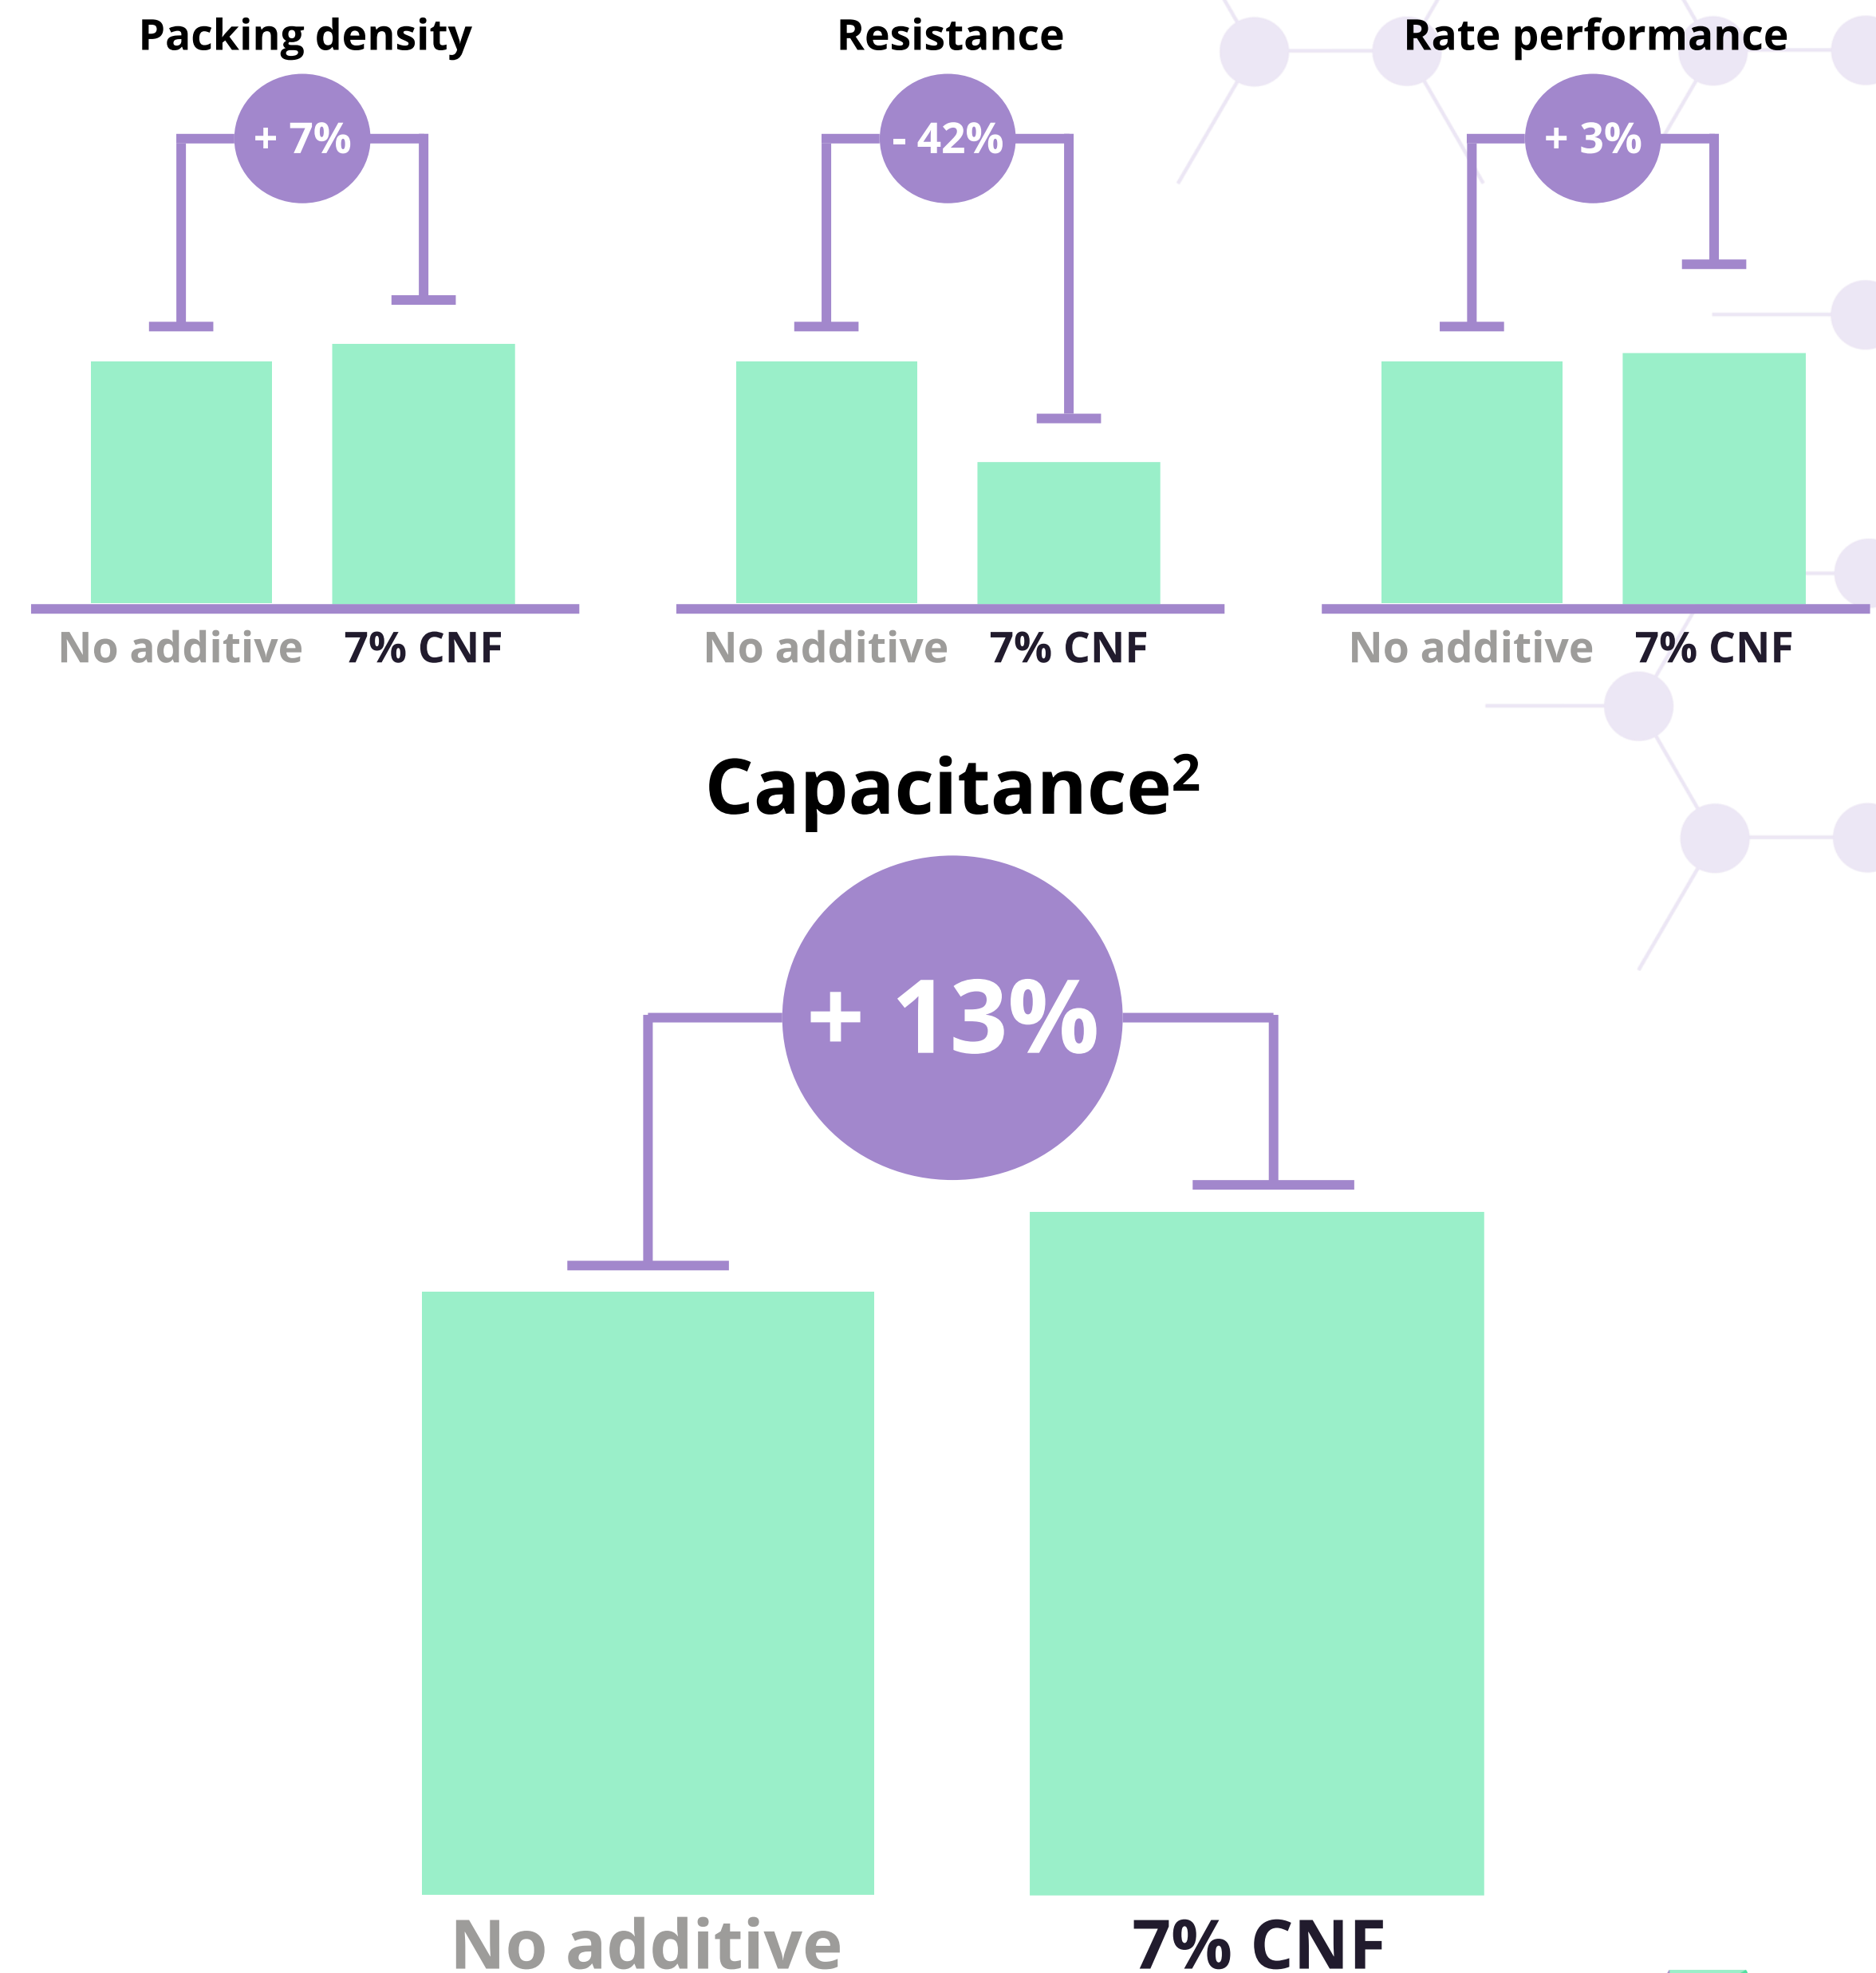 Packing density
+ 7%
No additive 7% CNF
Resistance
- 42%
No additive 7% CNF
Rate performance
+ 3%
No additive 7% CNF
Capacitance²
+ 13%
No additive 7% CNF